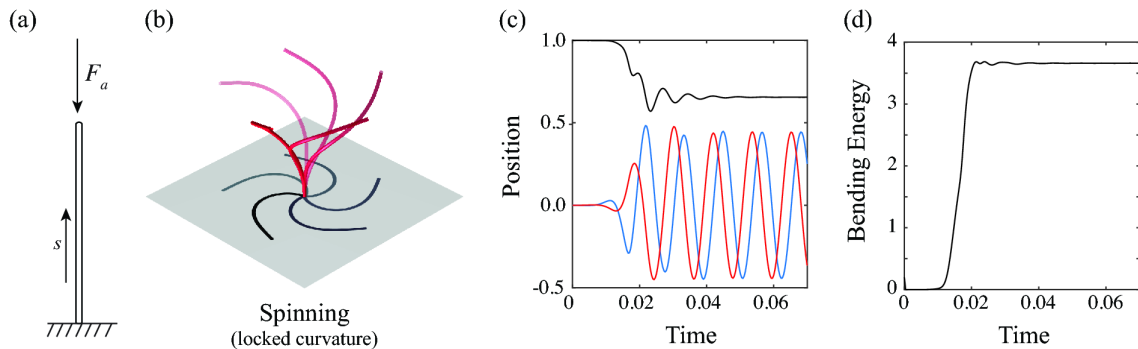 (a)
F_a
s
(b)
Spinning
(locked curvature)
(c)
Position
1.0
0.5
0.0
-0.5
0
0.02
0.04
0.06
Time
(d)
Bending Energy
4
3
2
1
0
0
0.02
0.04
0.06
Time